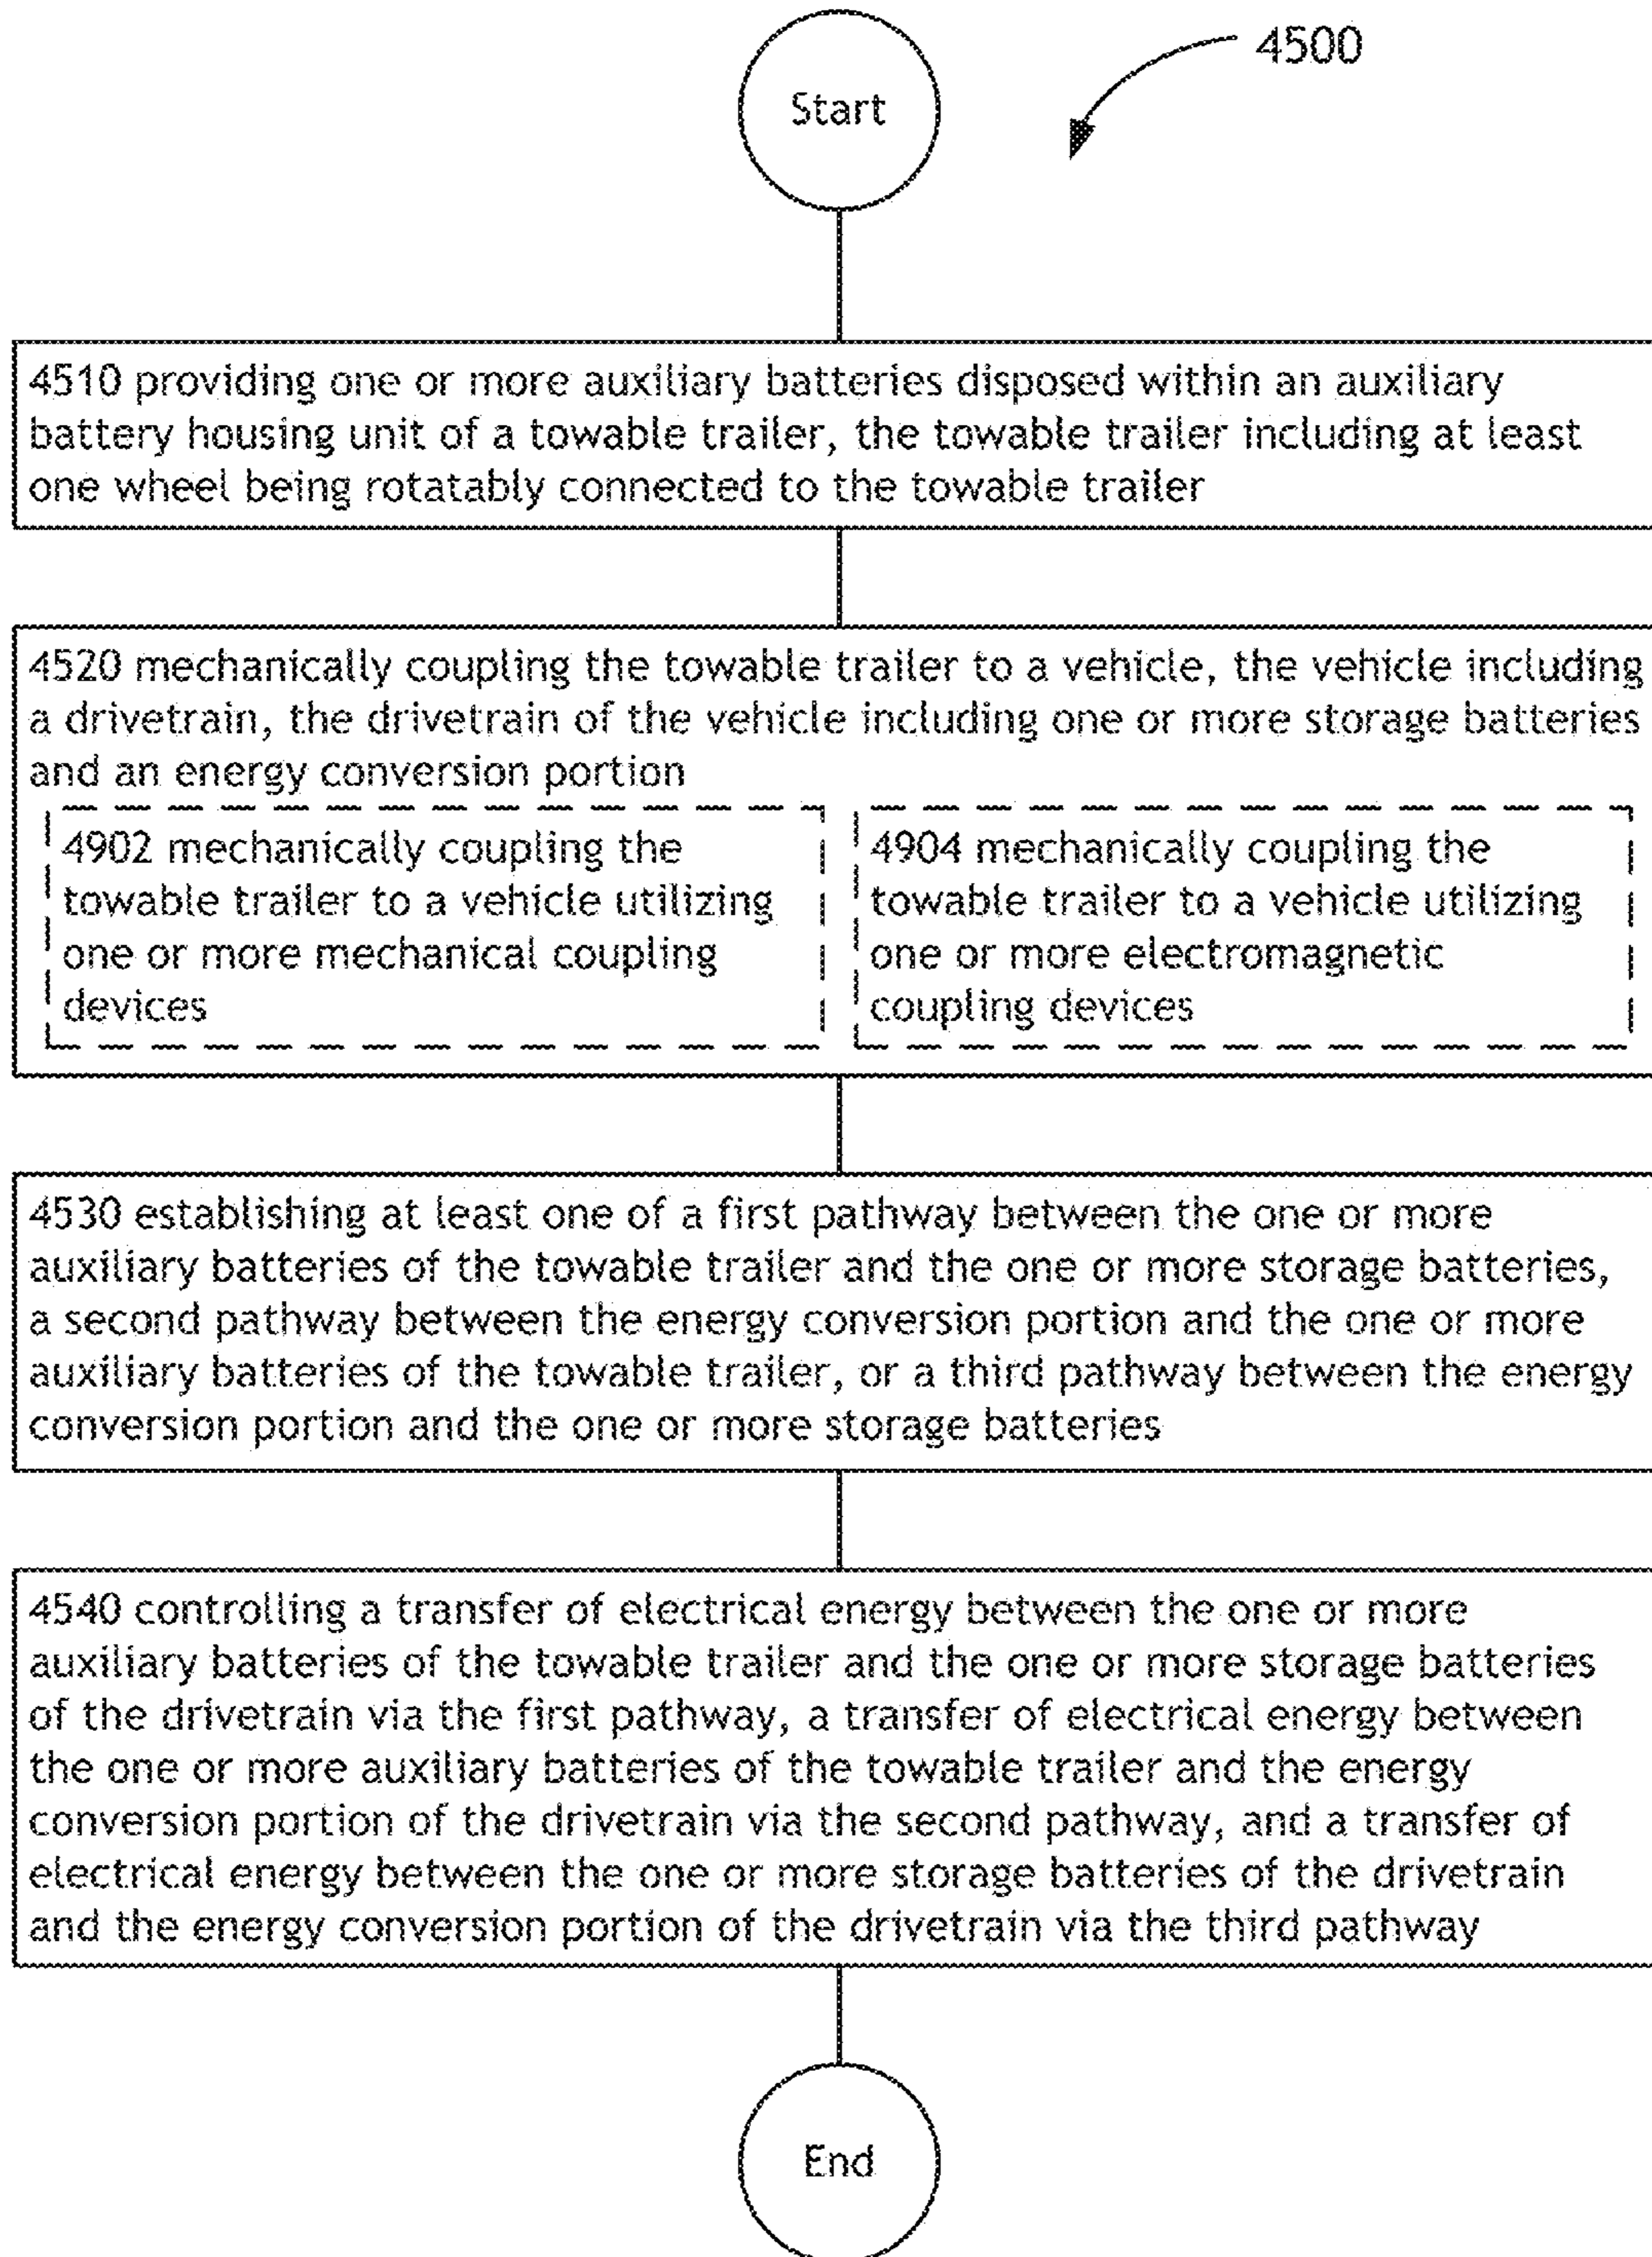 4500
Start
4510 providing one or more auxiliary batteries disposed within an auxiliary
battery housing unit of a towable trailer, the towable trailer including at least
one wheel being rotatably connected to the towable trailer
4520 mechanically coupling the towable trailer to a vehicle, the vehicle including
a drivetrain, the drivetrain of the vehicle including one or more storage batteries
and an energy conversion portion
4902 mechanically coupling the
towable trailer to a vehicle utilizing
one or more mechanical coupling
devices
4904 mechanically coupling the
towable trailer to a vehicle utilizing
one or more electromagnetic
coupling devices
4530 establishing at least one of a first pathway between the one or more
auxiliary batteries of the towable trailer and the one or more storage batteries,
a second pathway between the energy conversion portion and the one or more
auxiliary batteries of the towable trailer, or a third pathway between the energy
conversion portion and the one or more storage batteries
4540 controlling a transfer of electrical energy between the one or more
auxiliary batteries of the towable trailer and the one or more storage batteries
of the drivetrain via the first pathway, a transfer of electrical energy between
the one or more auxiliary batteries of the towable trailer and the energy
conversion portion of the drivetrain via the second pathway, and a transfer of
electrical energy between the one or more storage batteries of the drivetrain
and the energy conversion portion of the drivetrain via the third pathway
End